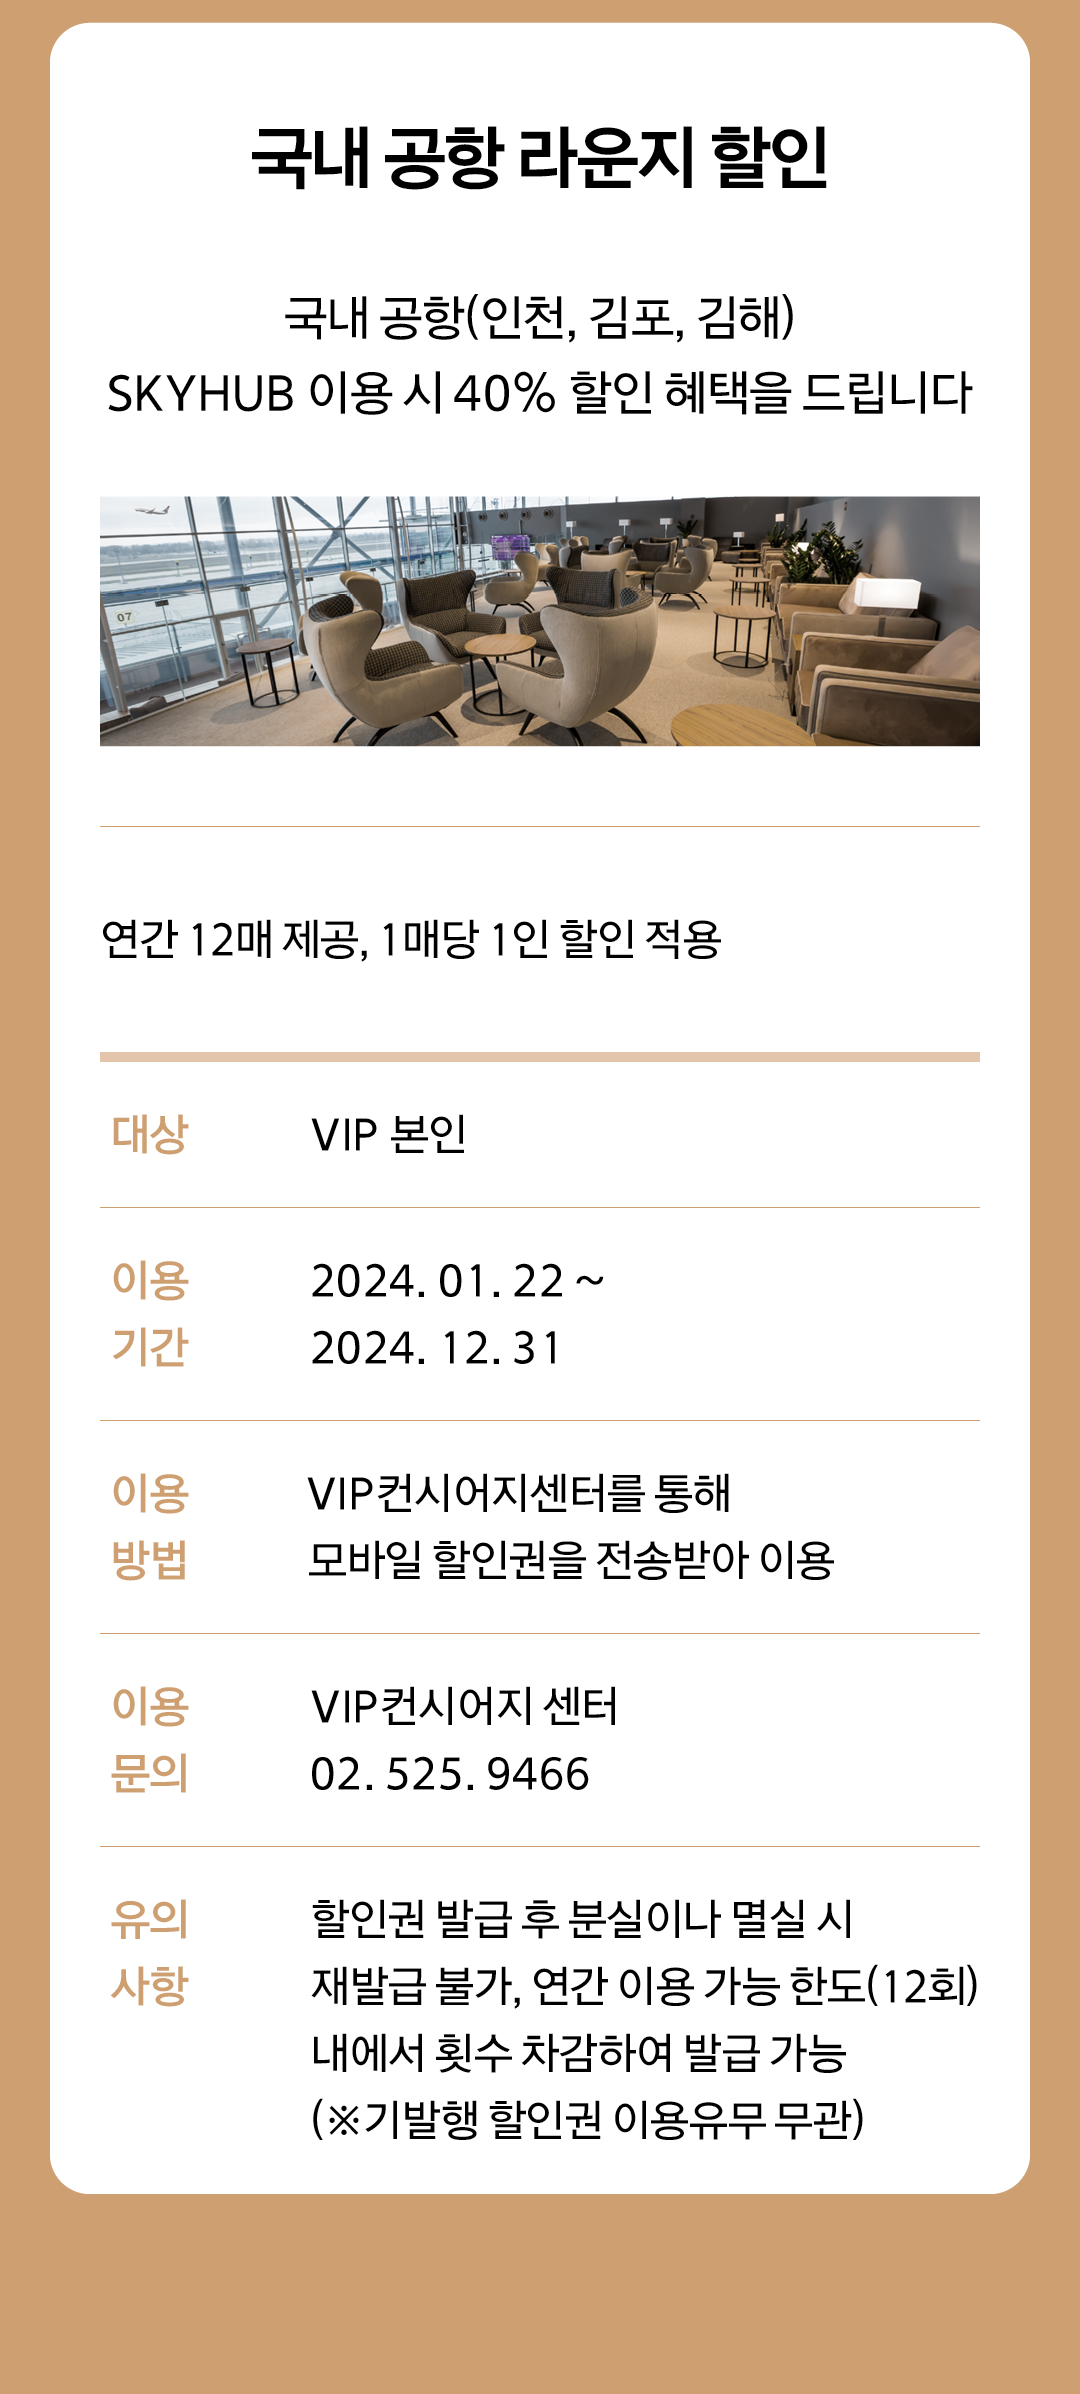 국내 공항 라운지 할인
국내 공항(인천, 김포, 김해)
SKYHUB 이용 시 40% 할인 혜택을 드립니다
07
연간 12매 제공, 1매당 1인 할인 적용
대상 VIP 본인
이용 2024. 01. 22 ~
기간 2024. 12. 31
이용 VIP컨시어지센터를 통해
방법 모바일 할인권을 전송받아 이용
이용 VIP컨시어지 센터
문의 02. 525. 9466
유의 할인권 발급 후 분실이나 멸실 시
사항 재발급 불가, 연간 이용 가능 한도(12회)
내에서 횟수 차감하여 발급 가능
(※기발행 할인권 이용유무 무관)